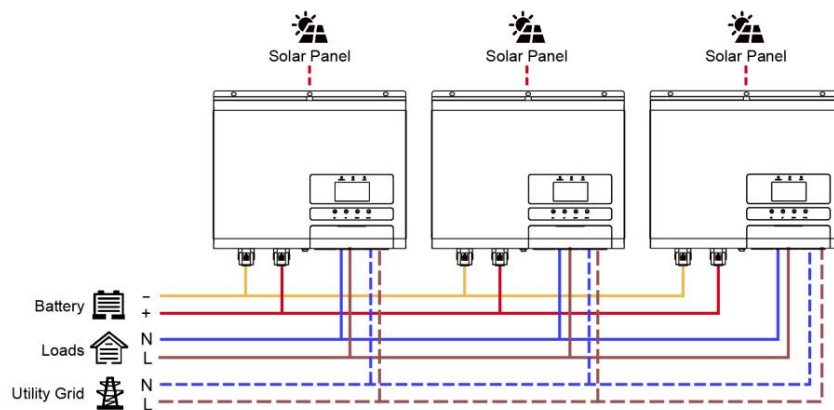 Solar Panel
Solar Panel
Solar Panel
Battery
−
+
Loads
N
L
Utility Grid
N
L